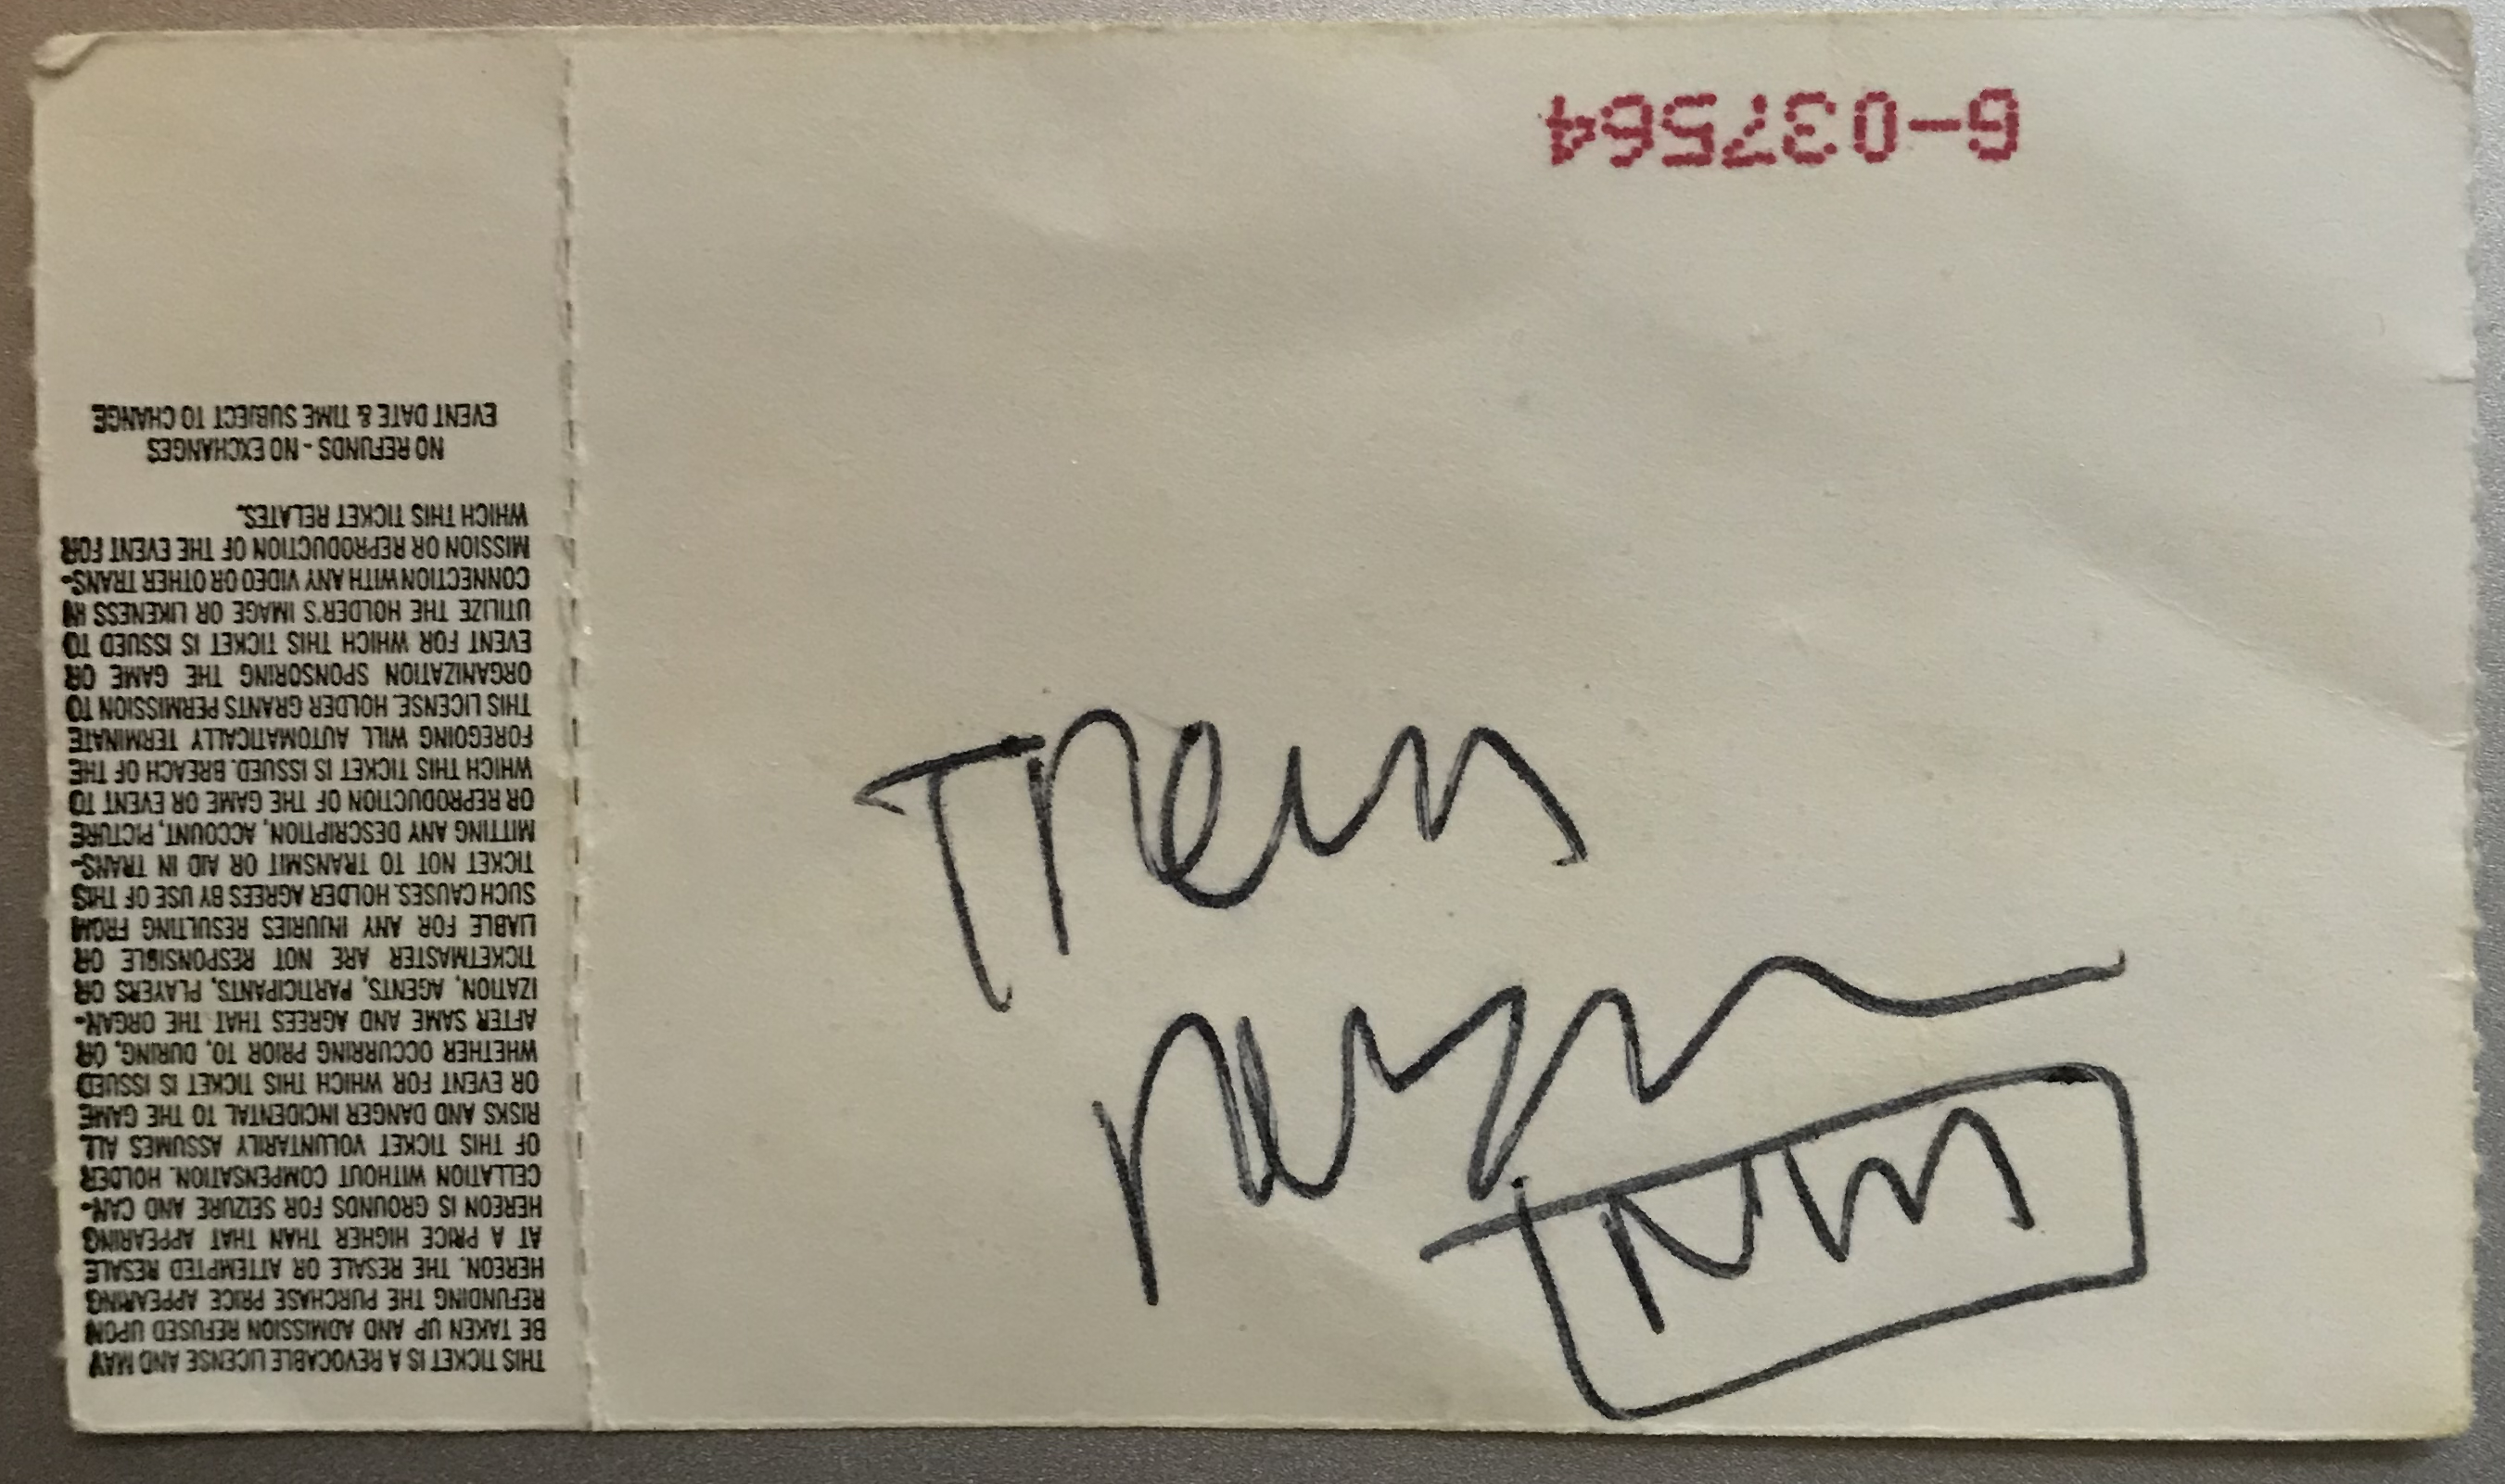 THIS TICKET IS A REVOCABLE LICENSE AND MAY
BE TAKEN UP AND ADMISSION REFUSED UPON
REFUNDING THE PURCHASE PRICE APPEARING
HEREON. THE RESALE OR ATTEMPTED RESALE
AT A PRICE HIGHER THAN THAT APPEARING
HEREON IS GROUNDS FOR SEIZURE AND CAN-
CELLATION WITHOUT COMPENSATION. HOLDER
OF THIS TICKET VOLUNTARILY ASSUMES ALL
RISKS AND DANGER INCIDENTAL TO THE GAME
OR EVENT FOR WHICH THIS TICKET IS ISSUED
WHETHER OCCURRING PRIOR TO, DURING, OR
AFTER SAME AND AGREES THAT THE ORGAN-
IZATION, AGENTS, PARTICIPANTS, PLAYERS OR
TICKETMASTER ARE NOT RESPONSIBLE OR
LIABLE FOR ANY INJURIES RESULTING FROM
SUCH CAUSES. HOLDER AGREES BY USE OF THIS
TICKET NOT TO TRANSMIT OR AID IN TRANS-
MITTING ANY DESCRIPTION, ACCOUNT, PICTURE
OR REPRODUCTION OF THE GAME OR EVENT TO
WHICH THIS TICKET IS ISSUED. BREACH OF THE
FOREGOING WILL AUTOMATICALLY TERMINATE
THIS LICENSE. HOLDER GRANTS PERMISSION TO
ORGANIZATION SPONSORING THE GAME OR
EVENT FOR WHICH THIS TICKET IS ISSUED TO
UTILIZE THE HOLDER'S IMAGE OR LIKENESS IN
CONNECTION WITH ANY VIDEO OR OTHER TRANS-
MISSION OR REPRODUCTION OF THE EVENT FOR
WHICH THIS TICKET RELATES.
NO REFUNDS - NO EXCHANGES
EVENT DATE & TIME SUBJECT TO CHANGE
6-037564
Trent
Reznor
NIN